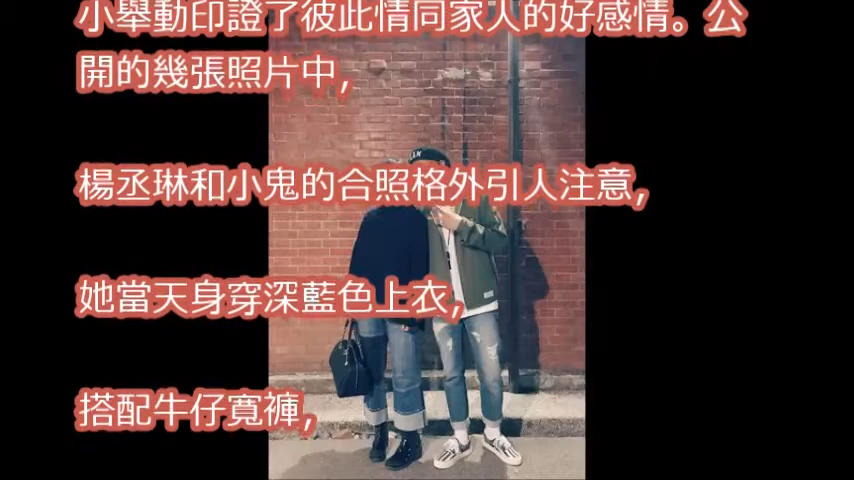 小舉動印證了彼此情同家人的好感情。公
開的幾張照片中,
楊丞琳和小鬼的合照格外引人注意,
她當天身穿深藍色上衣,
搭配牛仔寬褲,